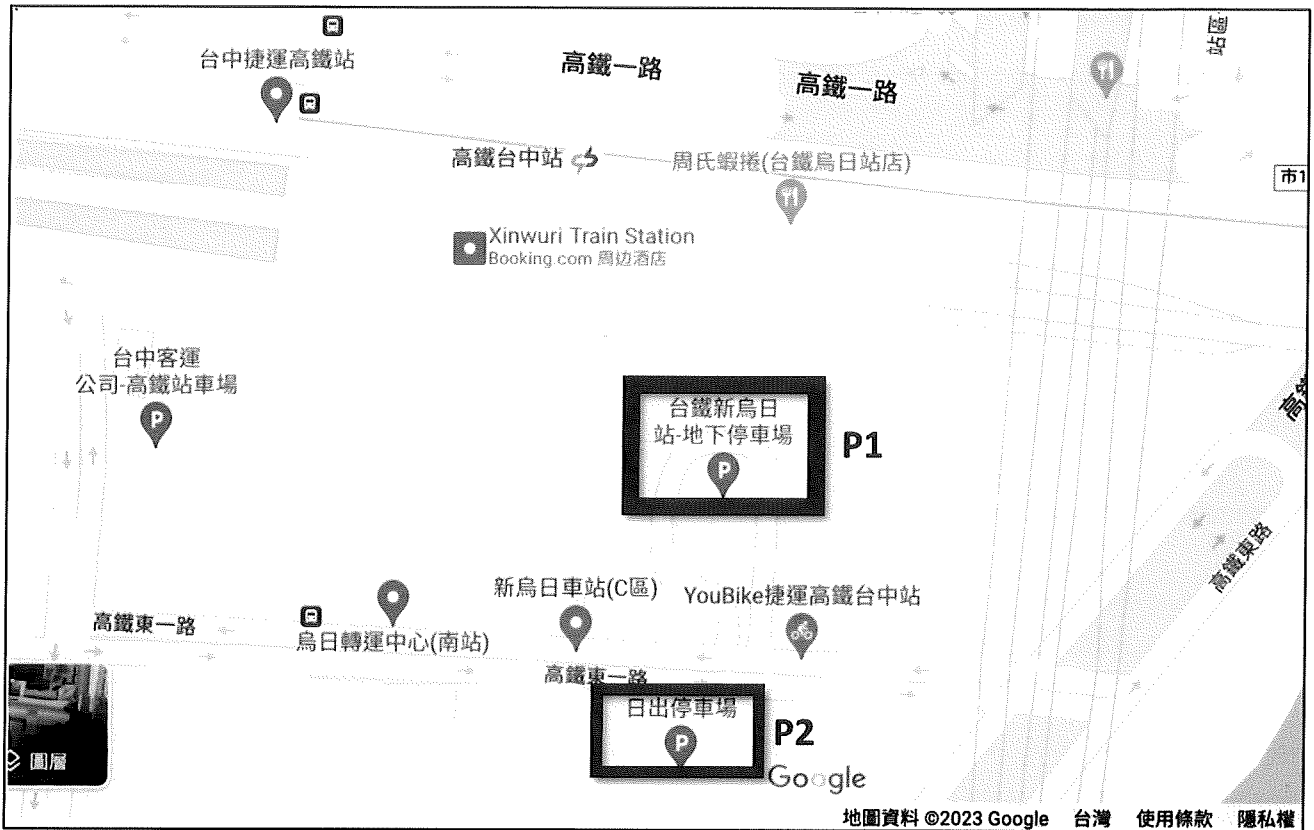 台中捷運高鐵站
高鐵一路
高鐵一路
站區
高鐵台中站
周氏蝦捲(台鐵烏日站店)
市1
Xinwuri Train Station
Booking.com 周边酒店
台中客運
公司-高鐵站車場
P
台鐵新烏日
站-地下停車場
P
P1
高鐵東路
新烏日車站(C區)
YouBike捷運高鐵台中站
高鐵東一路
烏日轉運中心(南站)
高鐵東一路
日出停車場
P
P2
Google
圖層
地圖資料 ©2023 Google 台灣 使用條款 隱私權